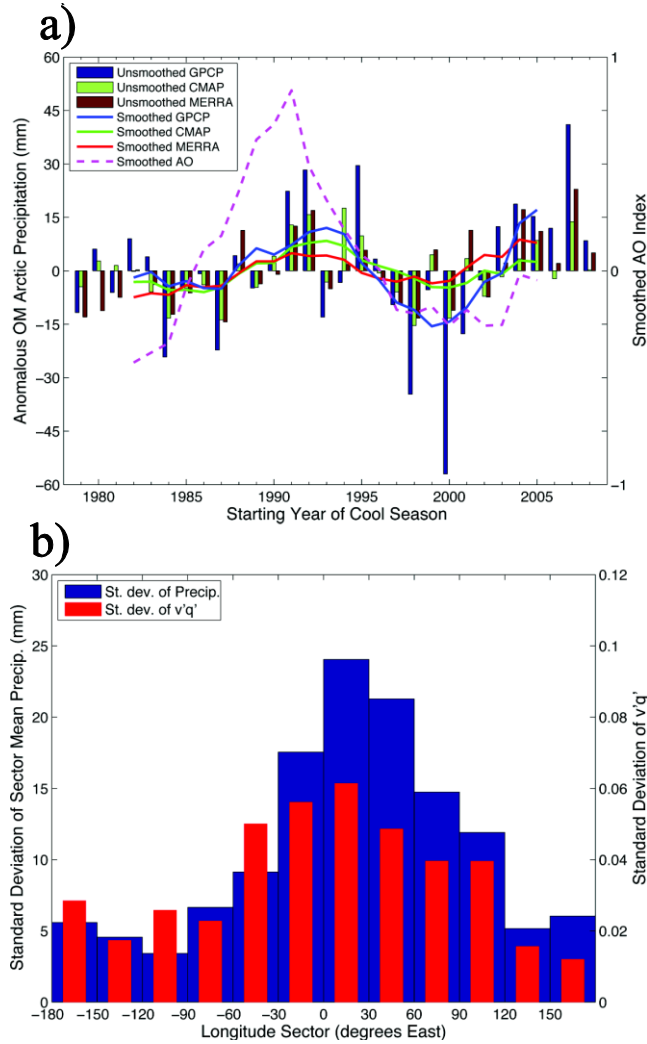 a)
60
45
30
15
0
−15
−30
−45
−60
Anomalous OM Arctic Precipitation (mm)
Unsmoothed GPCP
Unsmoothed CMAP
Unsmoothed MERRA
Smoothed GPCP
Smoothed CMAP
Smoothed MERRA
Smoothed AO
1
0
−1
Smoothed AO Index
1980 1985 1990 1995 2000 2005
Starting Year of Cool Season
b)
30
25
20
15
10
5
0
Standard Deviation of Sector Mean Precip. (mm)
St. dev. of Precip.
St. dev. of v'q'
0.12
0.1
0.08
0.06
0.04
0.02
0
Standard Deviation of v'q'
−180 −150 −120 −90 −60 −30 0 30 60 90 120 150
Longitude Sector (degrees East)